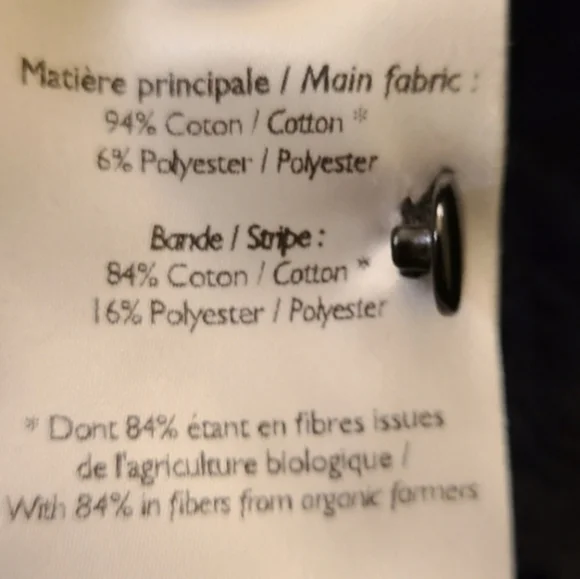 Matière principale / Main fabric :
94% Coton / Cotton *
6% Polyester / Polyester
Bande / Stripe :
84% Coton / Cotton *
16% Polyester / Polyester
* Dont 84% étant en fibres issues
de l'agriculture biologique /
With 84% in fibers from organic farmers